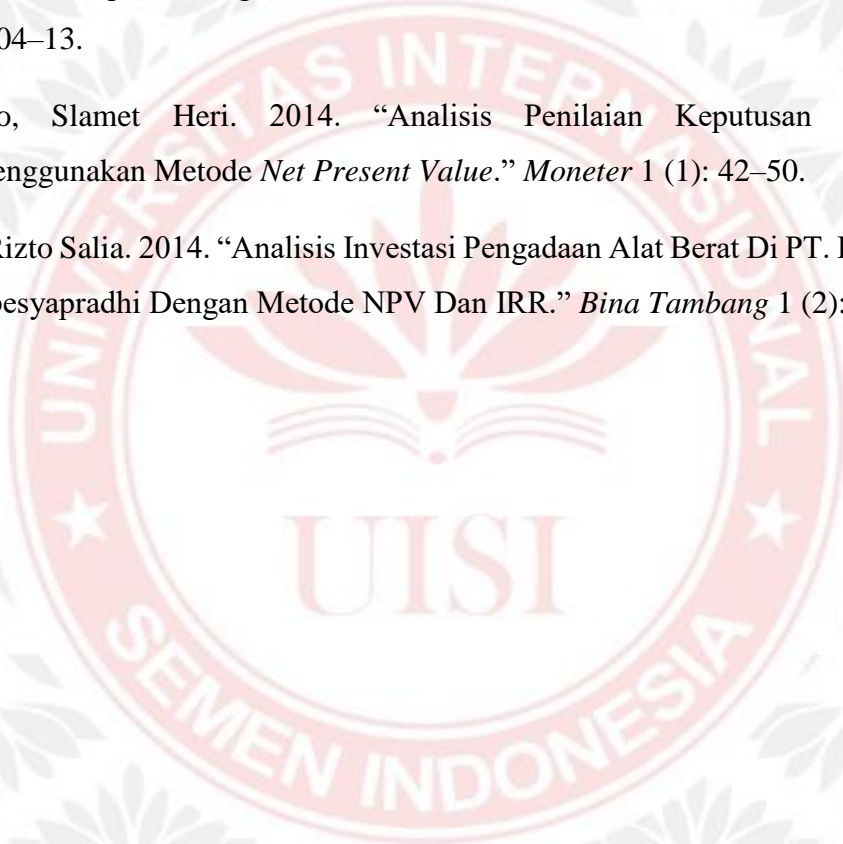 04–13.
o, Slamet Heri. 2014. “Analisis Penilaian Keputusan
enggunakan Metode Net Present Value.” Moneter 1 (1): 42–50.
Rizto Salia. 2014. “Analisis Investasi Pengadaan Alat Berat Di PT.
pesyapradhi Dengan Metode NPV Dan IRR.” Bina Tambang 1 (2):
UNIVERSITAS INTERNASIONAL
UISI
SEMEN INDONESIA